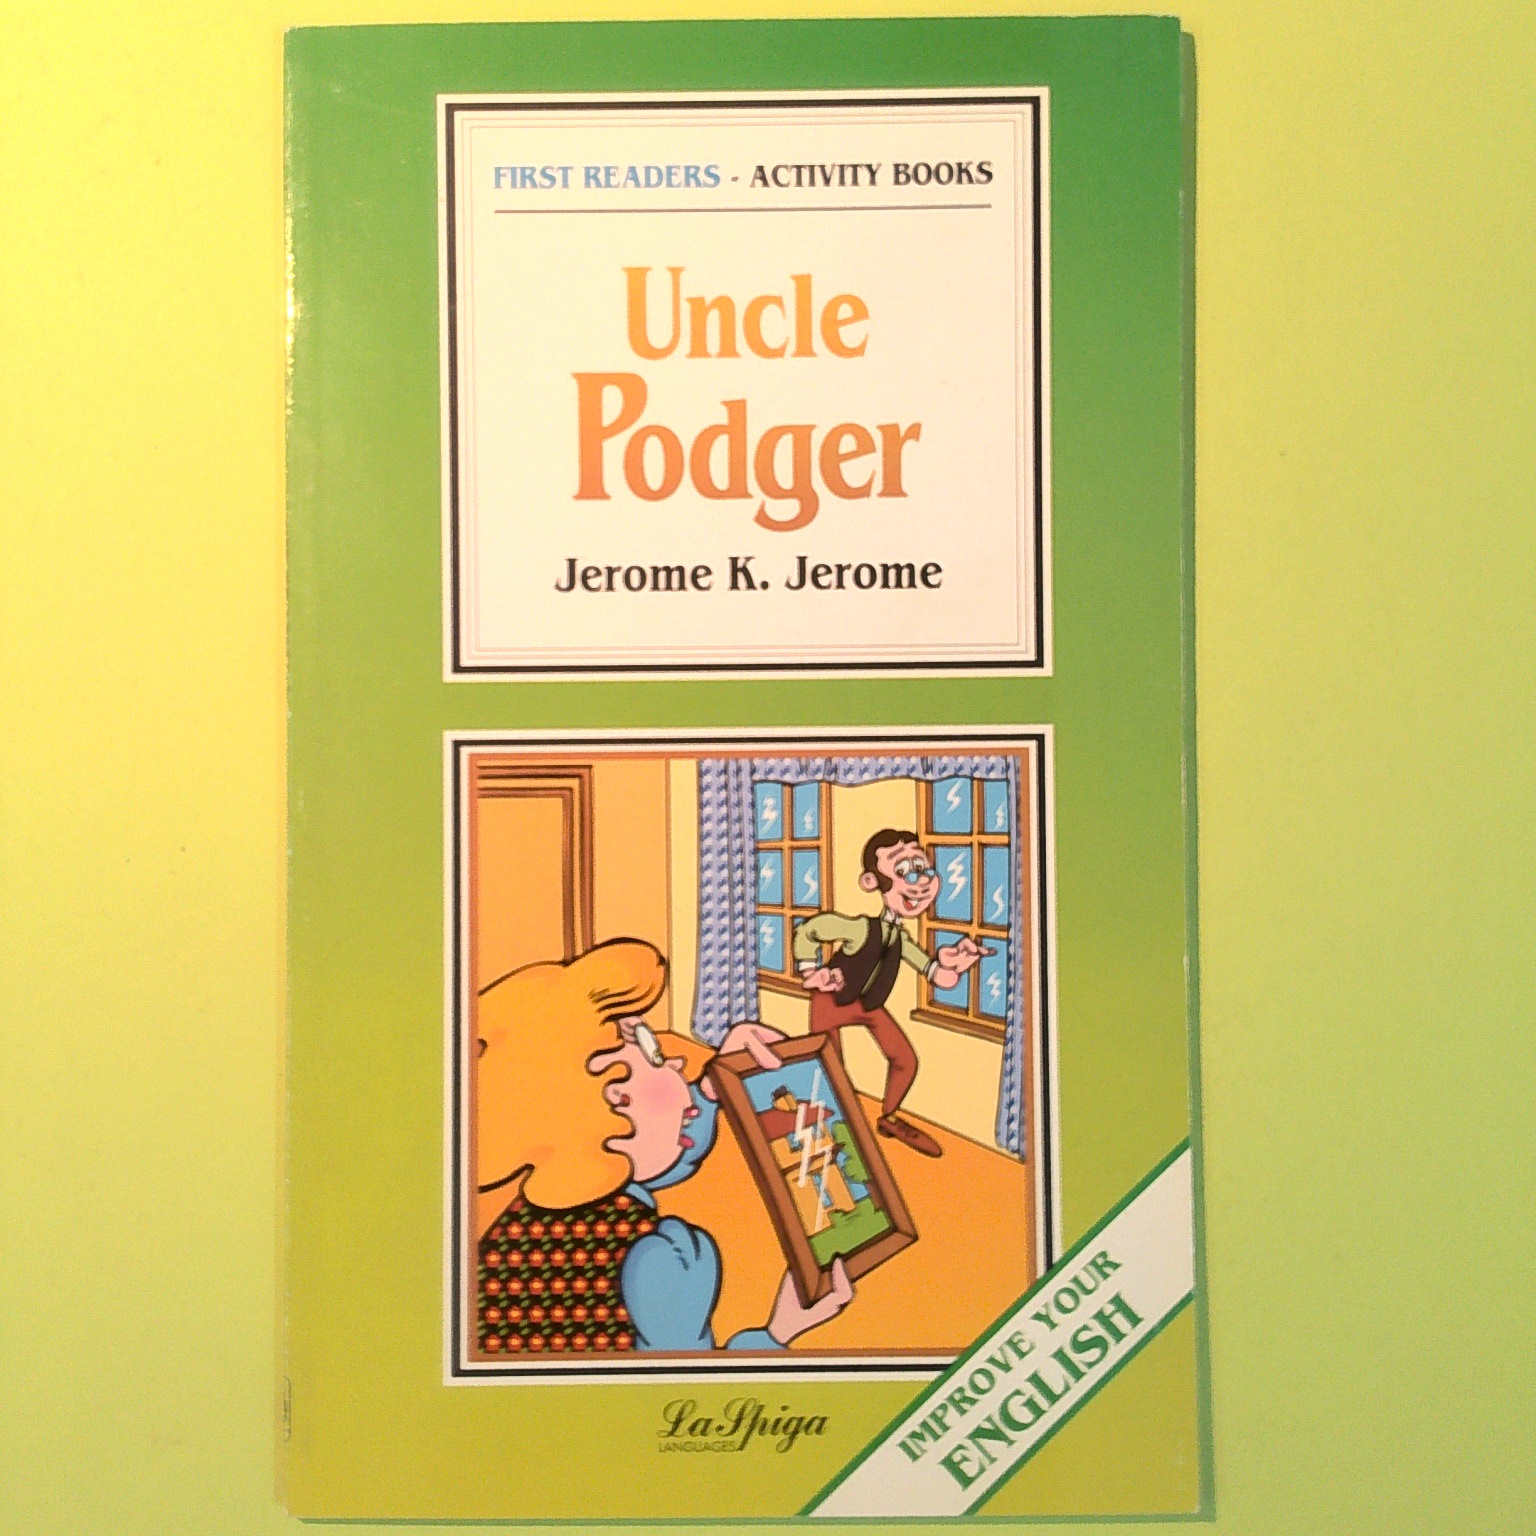 FIRST READERS - ACTIVITY BOOKS
Uncle
Podger
Jerome K. Jerome
La Spiga
LANGUAGES
IMPROVE YOUR
ENGLISH